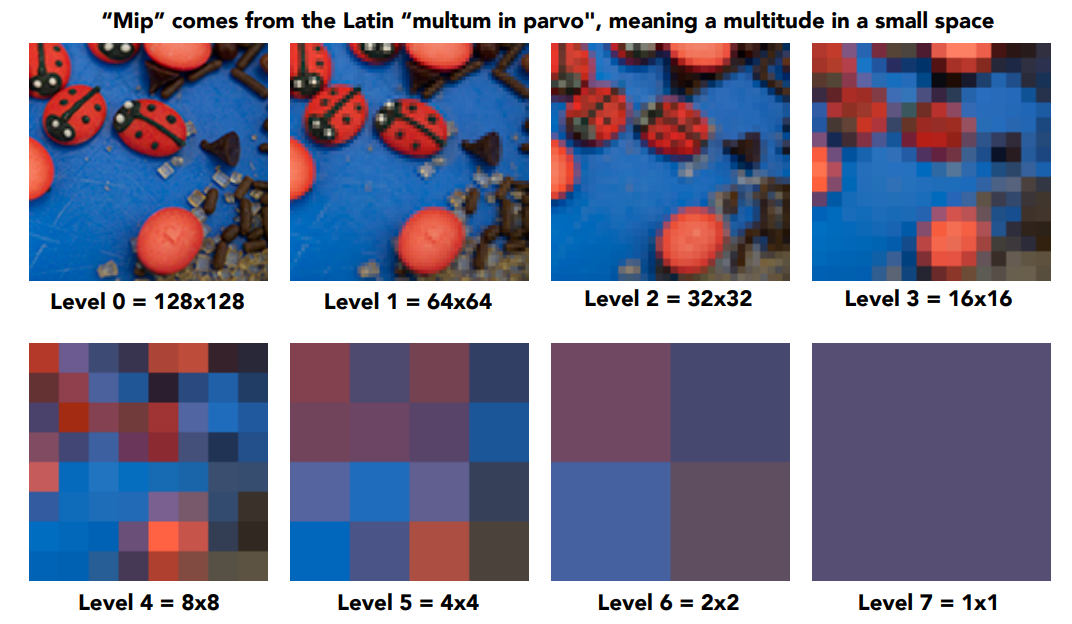 “Mip” comes from the Latin “multum in parvo", meaning a multitude in a small space
Level 0 = 128x128
Level 1 = 64x64
Level 2 = 32x32
Level 3 = 16x16
Level 4 = 8x8
Level 5 = 4x4
Level 6 = 2x2
Level 7 = 1x1